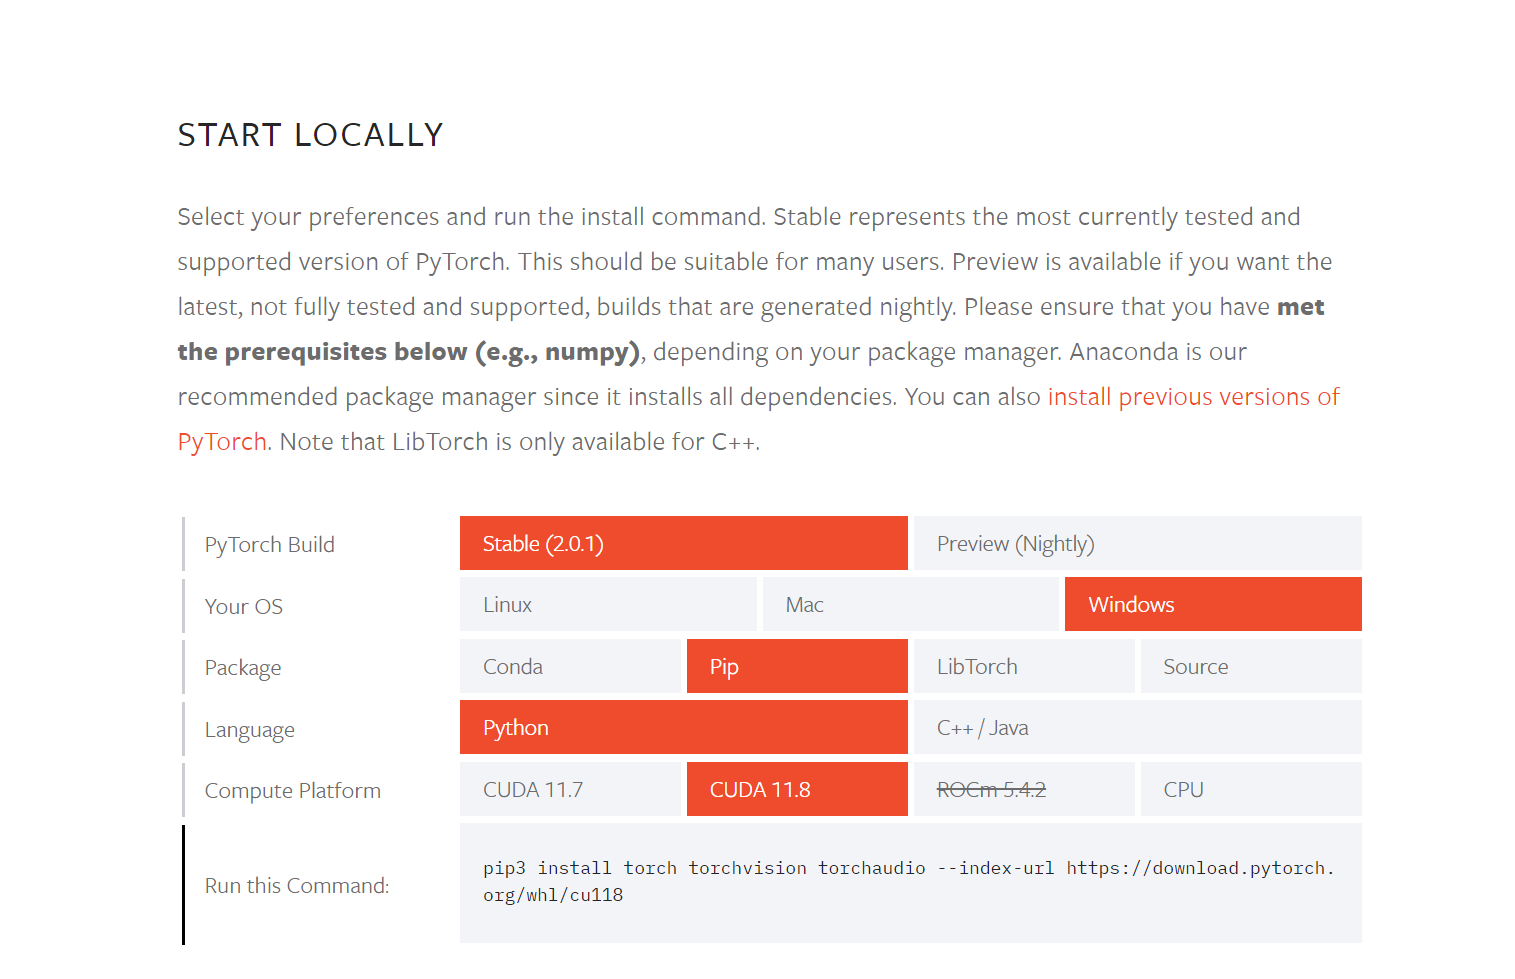 START LOCALLY
Select your preferences and run the install command. Stable represents the most currently tested and
supported version of PyTorch. This should be suitable for many users. Preview is available if you want the
latest, not fully tested and supported, builds that are generated nightly. Please ensure that you have met
the prerequisites below (e.g., numpy), depending on your package manager. Anaconda is our
recommended package manager since it installs all dependencies. You can also install previous versions of
PyTorch. Note that LibTorch is only available for C++.
PyTorch Build Stable (2.0.1) Preview (Nightly)
Your OS Linux Mac Windows
Package Conda Pip LibTorch Source
Language Python C++ / Java
Compute Platform CUDA 11.7 CUDA 11.8 ROCm 5.4.2 CPU
Run this Command: pip3 install torch torchvision torchaudio --index-url https://download.pytorch.
org/whl/cu118